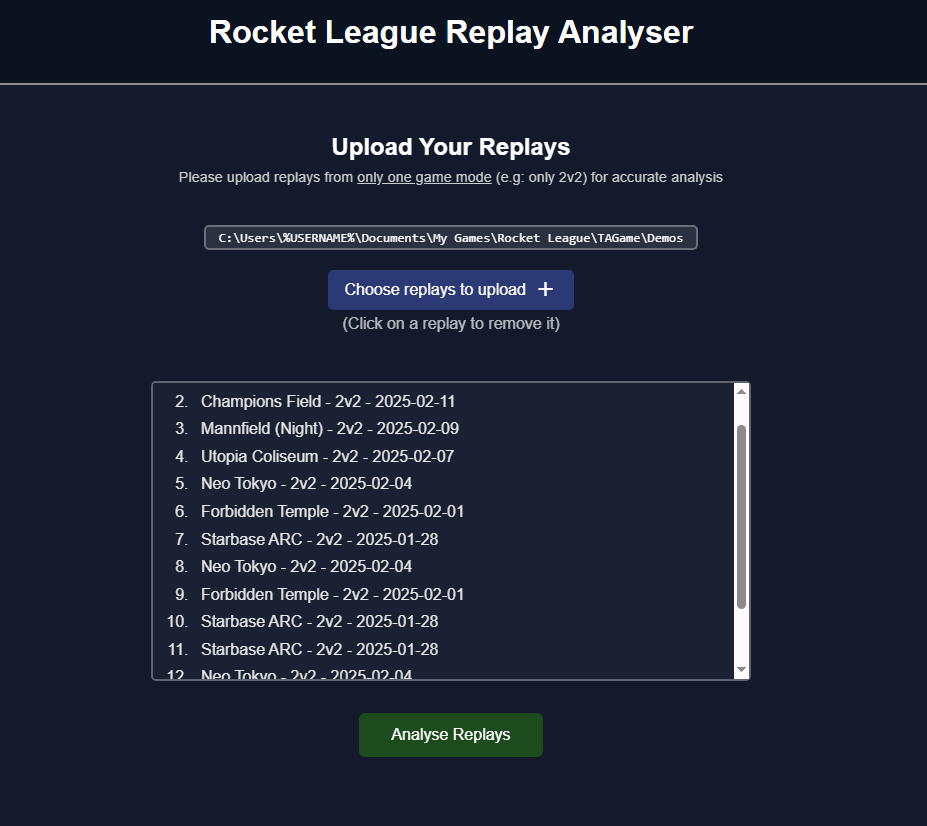 Rocket League Replay Analyser
Upload Your Replays
Please upload replays from only one game mode (e.g: only 2v2) for accurate analysis
C:\Users\%USERNAME%\Documents\My Games\Rocket League\TAGame\Demos
Choose replays to upload +
(Click on a replay to remove it)
2. Champions Field - 2v2 - 2025-02-11
3. Mannfield (Night) - 2v2 - 2025-02-09
4. Utopia Coliseum - 2v2 - 2025-02-07
5. Neo Tokyo - 2v2 - 2025-02-04
6. Forbidden Temple - 2v2 - 2025-02-01
7. Starbase ARC - 2v2 - 2025-01-28
8. Neo Tokyo - 2v2 - 2025-02-04
9. Forbidden Temple - 2v2 - 2025-02-01
10. Starbase ARC - 2v2 - 2025-01-28
11. Starbase ARC - 2v2 - 2025-01-28
12. Neo Tokyo - 2v2 - 2025-02-04
Analyse Replays